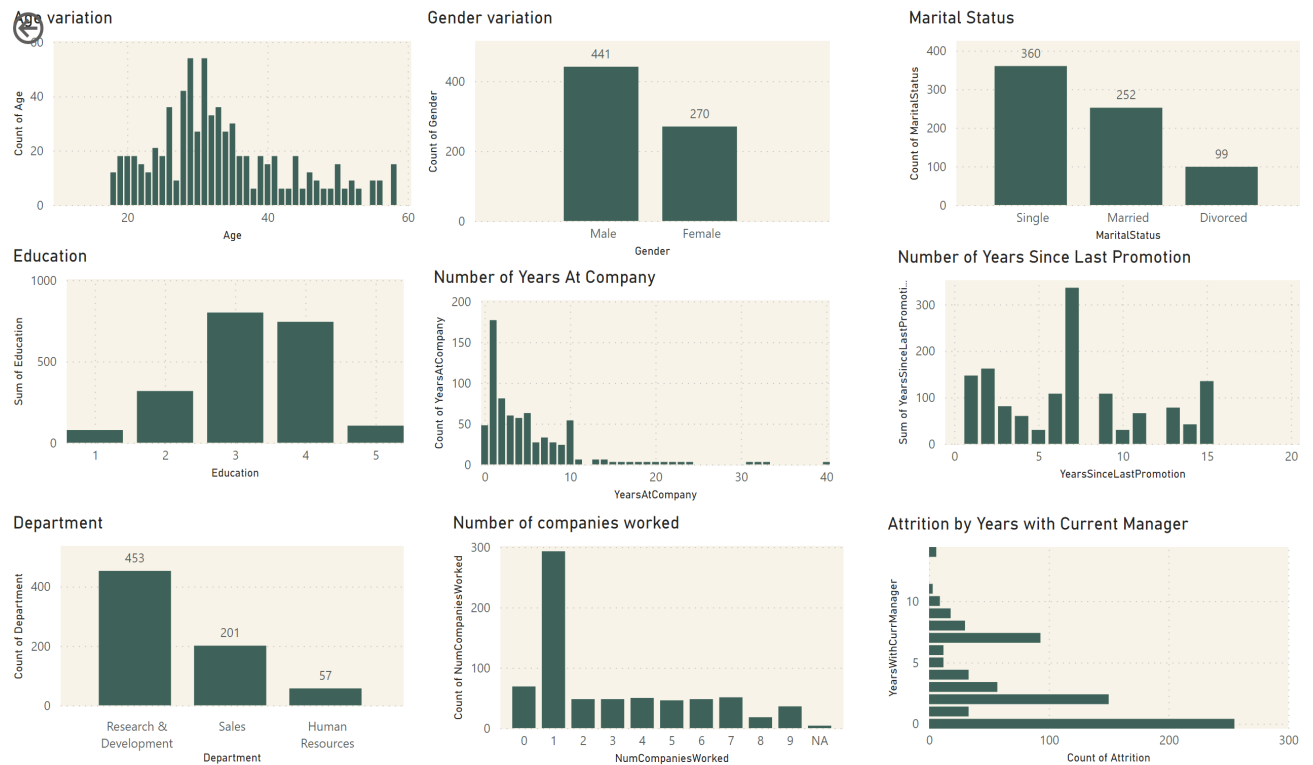 Age variation
Count of Age
60
40
20
0
20 40 60
Age
Gender variation
Count of Gender
400
200
0
441
270
Male Female
Gender
Marital Status
Count of MaritalStatus
400
300
200
100
0
360
252
99
Single Married Divorced
MaritalStatus
Education
Sum of Education
1000
500
0
1 2 3 4 5
Education
Number of Years At Company
Count of YearsAtCompany
200
150
100
50
0
0 10 20 30 40
YearsAtCompany
Number of Years Since Last Promotion
Sum of YearsSinceLastPromoti...
300
200
100
0
0 5 10 15 20
YearsSinceLastPromotion
Department
Count of Department
400
200
0
453
201
57
Research & Sales Human
Development Resources
Department
Number of companies worked
Count of NumCompaniesWorked
300
200
100
0
0 1 2 3 4 5 6 7 8 9 NA
NumCompaniesWorked
Attrition by Years with Current Manager
YearsWithCurrManager
10
5
0
0 100 200 300
Count of Attrition